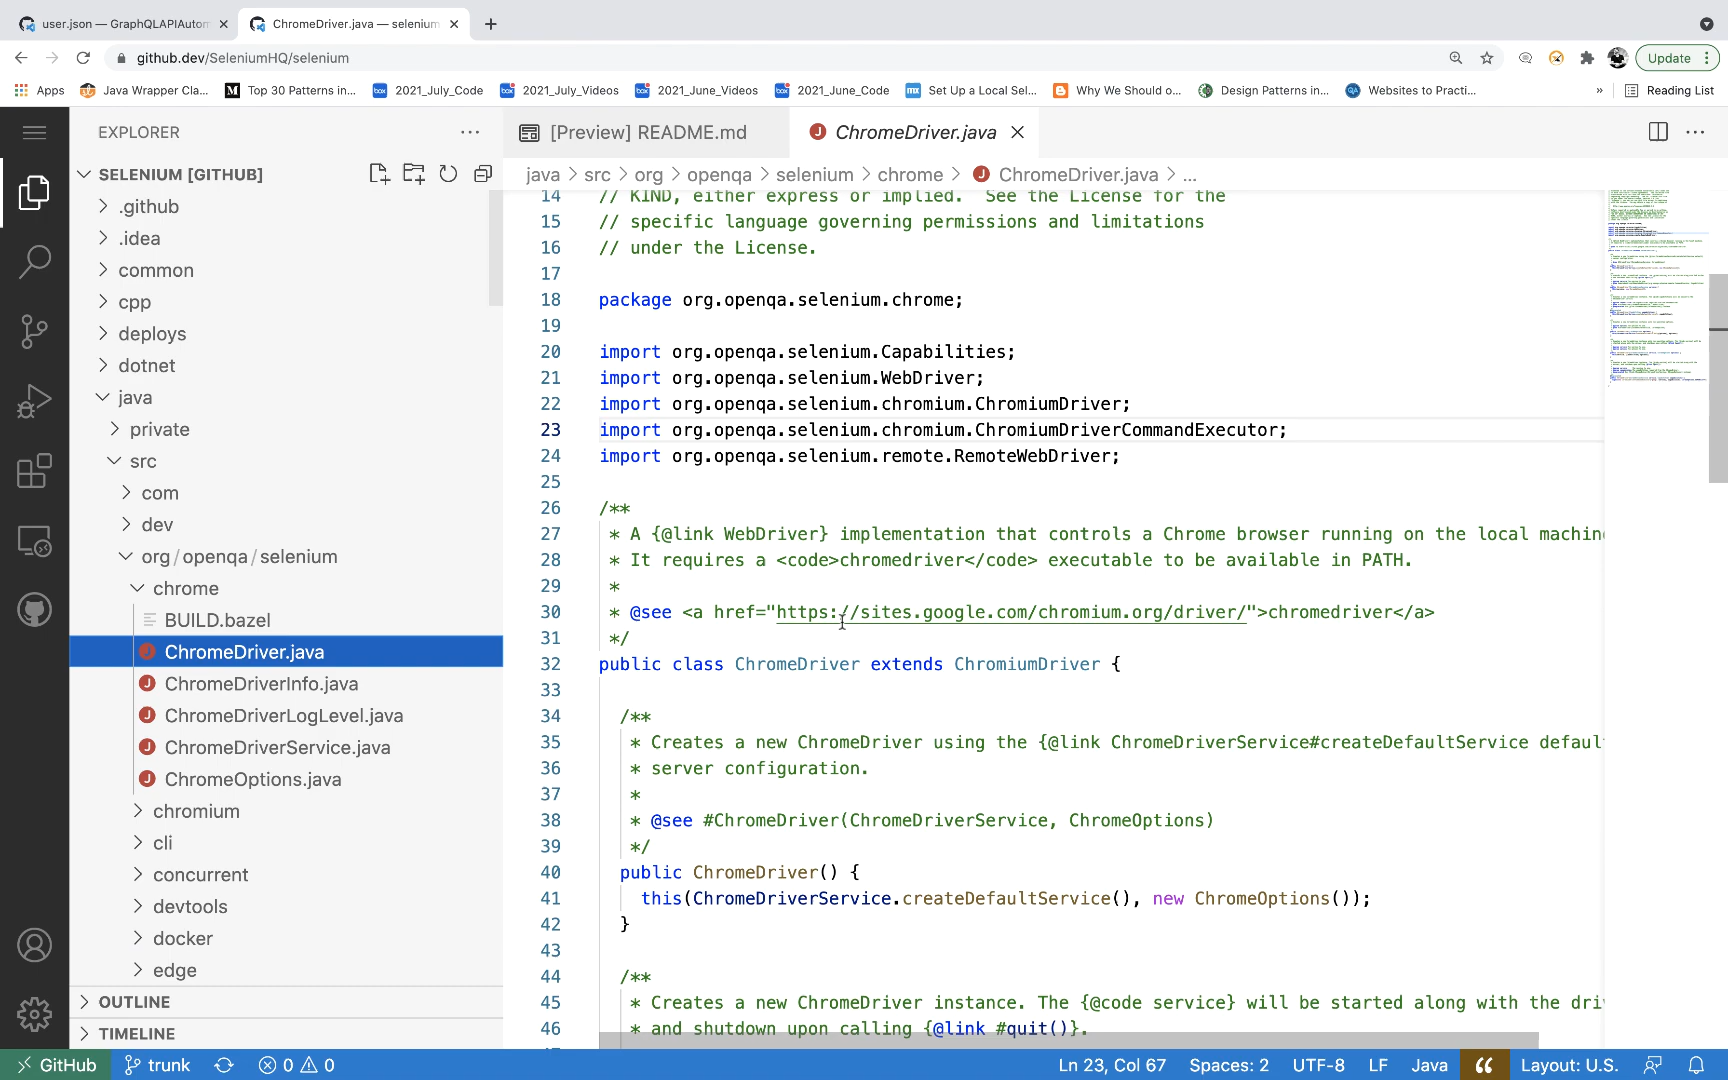 user.json — GraphQLAPIAutom
ChromeDriver.java — selenium
github.dev/SeleniumHQ/selenium
Update
Apps
Java Wrapper Cla...
Top 30 Patterns in...
2021_July_Code
2021_July_Videos
2021_June_Videos
2021_June_Code
Set Up a Local Sel...
Why We Should o...
Design Patterns in...
Websites to Practi...
»
Reading List
EXPLORER
[Preview] README.md
ChromeDriver.java
SELENIUM [GITHUB]
java > src > org > openqa > selenium > chrome > ChromeDriver.java > ...
.github
.idea
common
cpp
deploys
dotnet
java
private
src
com
dev
org/openqa/selenium
chrome
BUILD.bazel
ChromeDriver.java
ChromeDriverInfo.java
ChromeDriverLogLevel.java
ChromeDriverService.java
ChromeOptions.java
chromium
cli
concurrent
devtools
docker
edge
OUTLINE
TIMELINE
14 // KIND, either express or implied.  See the License for the
15 // specific language governing permissions and limitations
16 // under the License.
17
18 package org.openqa.selenium.chrome;
19
20 import org.openqa.selenium.Capabilities;
21 import org.openqa.selenium.WebDriver;
22 import org.openqa.selenium.chromium.ChromiumDriver;
23 import org.openqa.selenium.chromium.ChromiumDriverCommandExecutor;
24 import org.openqa.selenium.remote.RemoteWebDriver;
25
26 /**
27 * A {@link WebDriver} implementation that controls a Chrome browser running on the local machin
28 * It requires a <code>chromedriver</code> executable to be available in PATH.
29 *
30 * @see <a href="https://sites.google.com/chromium.org/driver/">chromedriver</a>
31 */
32 public class ChromeDriver extends ChromiumDriver {
33
34 /**
35 * Creates a new ChromeDriver using the {@link ChromeDriverService#createDefaultService defaul
36 * server configuration.
37 *
38 * @see #ChromeDriver(ChromeDriverService, ChromeOptions)
39 */
40 public ChromeDriver() {
41 this(ChromeDriverService.createDefaultService(), new ChromeOptions());
42 }
43
44 /**
45 * Creates a new ChromeDriver instance. The {@code service} will be started along with the dri
46 * and shutdown upon calling {@link #quit()}.
GitHub
trunk
0
0
Ln 23, Col 67
Spaces: 2
UTF-8
LF
Java
Layout: U.S.